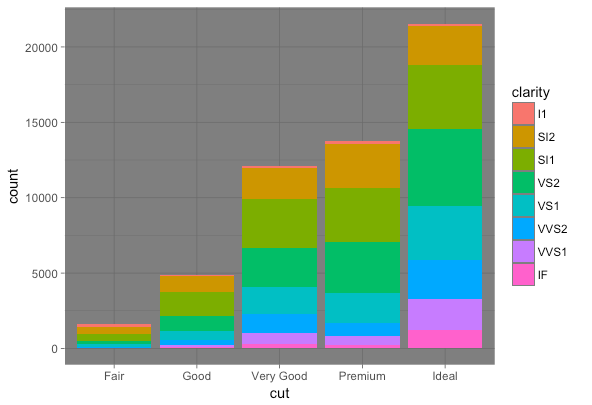 20000
15000
10000
5000
0
count
Fair Good Very Good Premium Ideal
cut
clarity
I1
SI2
SI1
VS2
VS1
VVS2
VVS1
IF